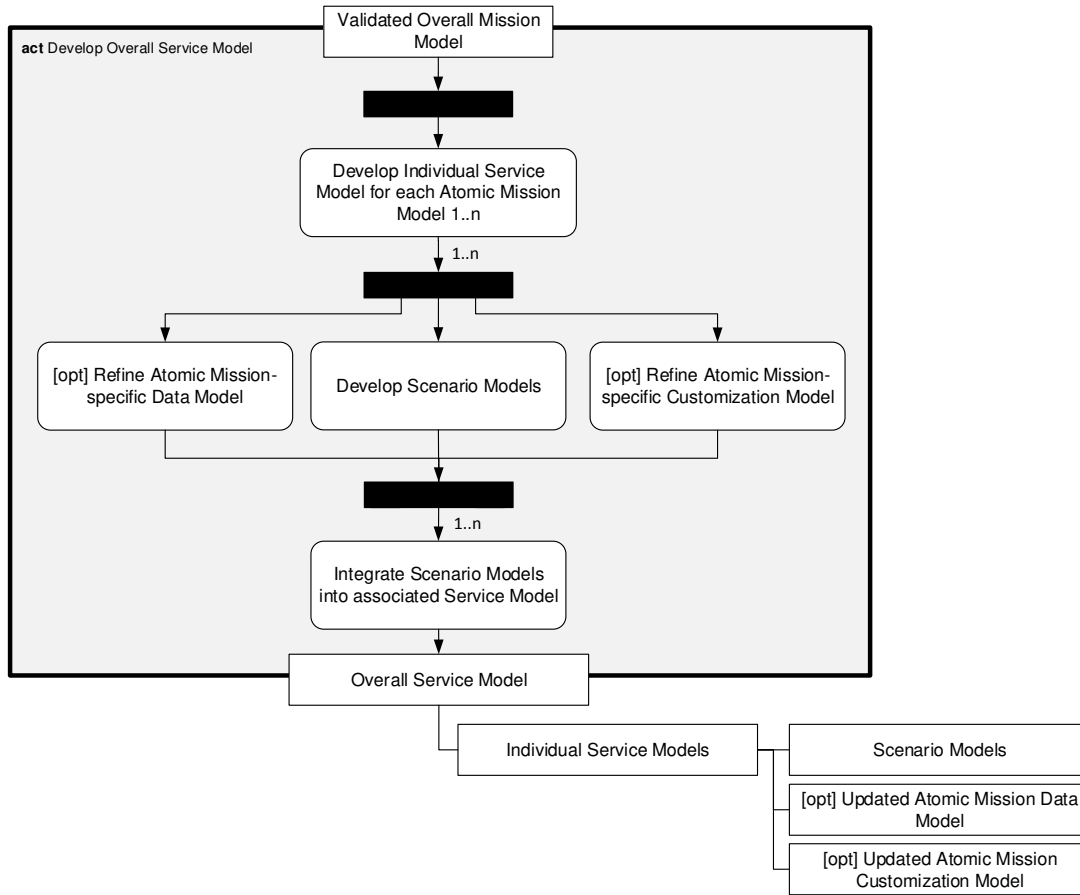 Validated Overall Mission
Model
act Develop Overall Service Model
Develop Individual Service
Model for each Atomic Mission
Model 1..n
1..n
[opt] Refine Atomic Mission-
specific Data Model
Develop Scenario Models
[opt] Refine Atomic Mission-
specific Customization Model
1..n
Integrate Scenario Models
into associated Service Model
Overall Service Model
Individual Service Models
Scenario Models
[opt] Updated Atomic Mission Data
Model
[opt] Updated Atomic Mission
Customization Model